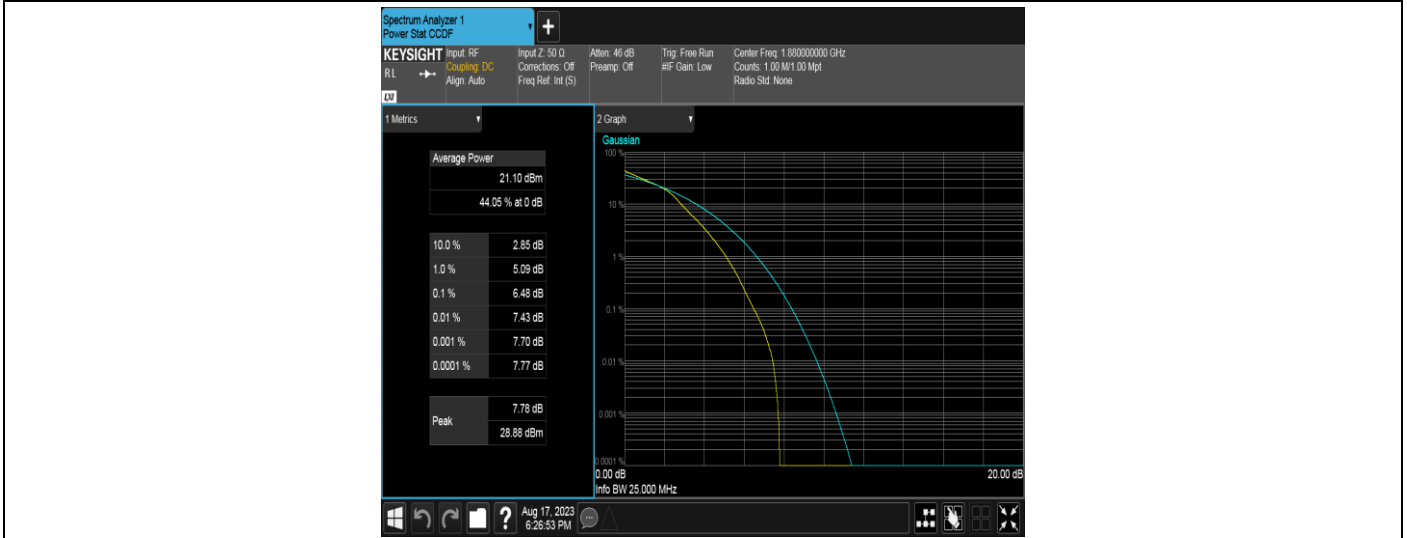 Spectrum Analyzer 1
Power Stat CCDF
+
KEYSIGHT
RL
LXI
Input: RF
Coupling: DC
Align: Auto
Input Z: 50 Ω
Corrections: Off
Freq Ref: Int (S)
Atten: 46 dB
Preamp: Off
Trig: Free Run
#IF Gain: Low
Center Freq: 1.880000000 GHz
Counts: 1.00 M/1.00 Mpt
Radio Std: None
1 Metrics
Average Power
21.10 dBm
44.05 % at 0 dB
10.0 % 2.85 dB
1.0 % 5.09 dB
0.1 % 6.48 dB
0.01 % 7.43 dB
0.001 % 7.70 dB
0.0001 % 7.77 dB
Peak
7.78 dB
28.88 dBm
2 Graph
Gaussian
100 %
10 %
1 %
0.1 %
0.01 %
0.001 %
0.0001 %
0.00 dB
20.00 dB
Info BW 25.000 MHz
?
Aug 17, 2023
6:26:53 PM